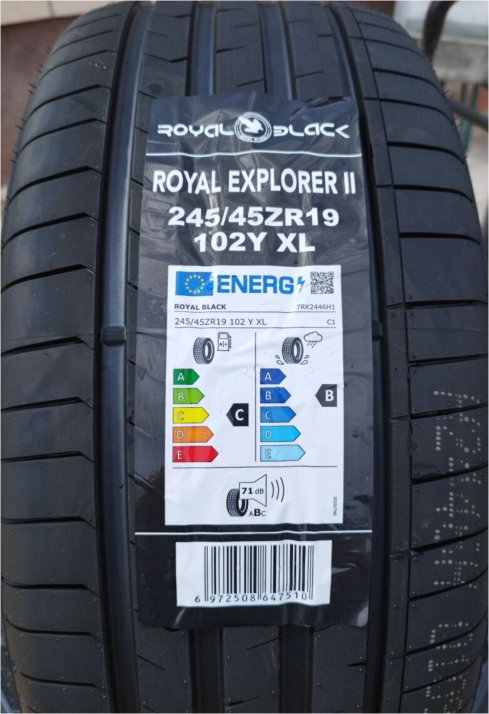 ROYAL BLACK
ROYAL EXPLORER II
245/45ZR19
102Y XL
ENERG
ROYAL BLACK 7RK2446H1
245/45ZR19 102 Y XL C1
A A
B B B
C C C
D D
E E
71 dB
ABC
6 972508 647510